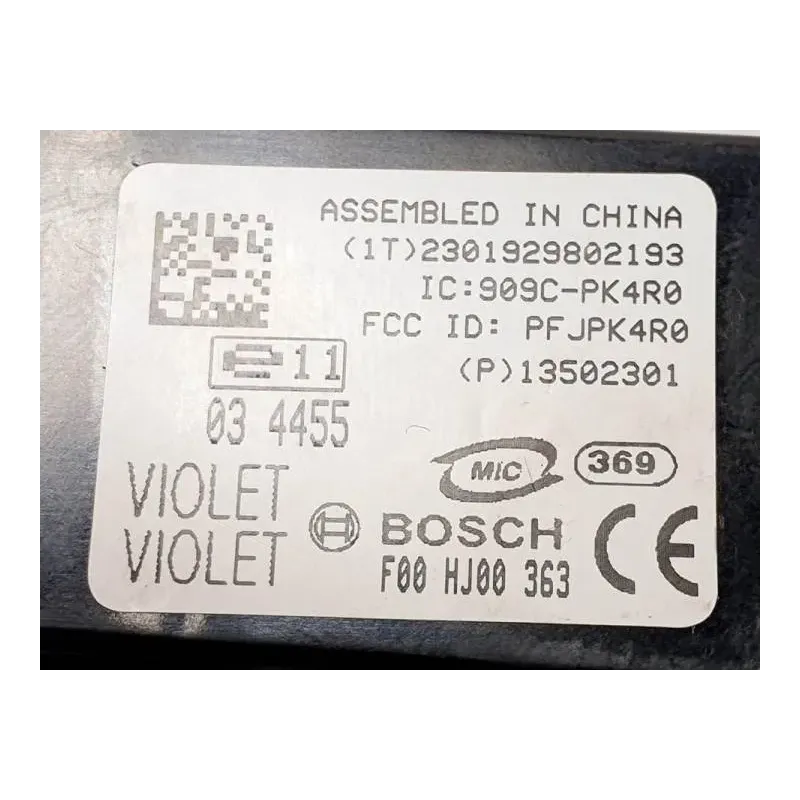 ASSEMBLED IN CHINA
(1T)2301929802193
IC:909C-PK4R0
FCC ID: PFJPK4R0
(P)13502301
e11
03 4455
VIOLET
VIOLET
MIC
369
BOSCH
F00 HJ00 363
CE